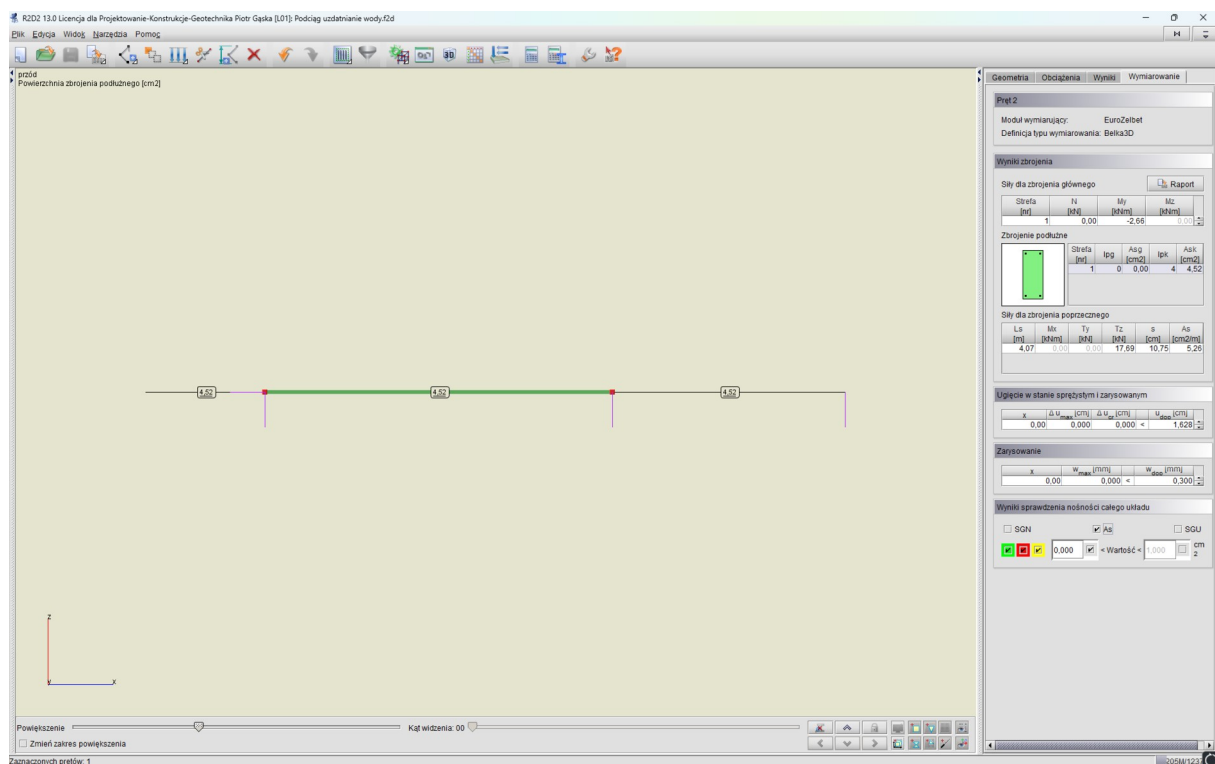 R2D2 13.0 Licencja dla Projektowanie-Konstrukcje-Geotechnika Piotr Gąska [L01]: Podciąg uzdatnianie wody.f2d
Plik Edycja Widok Narzędzia Pomoc
przód
Powierzchnia zbrojenia podłużnego [cm2]
4,52 4,52 4,52
z
y x
Powiększenie Kąt widzenia: 00
Zmień zakres powiększenia
Zaznaczonych prętów: 1
Geometria Obciążenia Wyniki Wymiarowanie
Pręt 2
Moduł wymiarujący: EuroŻelbet
Definicja typu wymiarowania: Belka3D
Wyniki zbrojenia
Siły dla zbrojenia głównego Raport
Strefa N My Mz
[nr] [kN] [kNm] [kNm]
1 0,00 -2,66 0,00
Zbrojenie podłużne
Strefa lpg Asg lpk Ask
[nr] [cm2] [cm2]
1 0 0,00 4 4,52
Siły dla zbrojenia poprzecznego
Ls Mx Ty Tz s As
[m] [kNm] [kN] [kN] [cm] [cm2/m]
4,07 0,00 0,00 17,69 10,75 5,26
Ugięcie w stanie sprężystym i zarysowanym
x Δ u max [cm] Δ u cr [cm] u dop [cm]
0,00 0,000 0,000 < 1,628
Zarysowanie
x w max [mm] w dop [mm]
0,00 0,000 < 0,300
Wyniki sprawdzenia nośności całego układu
SGN As SGU
0,000 < Wartość < 1,000 cm 2
205M/1237